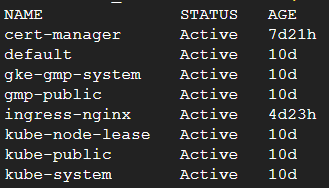 NAME STATUS AGE
cert-manager Active 7d21h
default Active 10d
gke-gmp-system Active 10d
gmp-public Active 10d
ingress-nginx Active 4d23h
kube-node-lease Active 10d
kube-public Active 10d
kube-system Active 10d